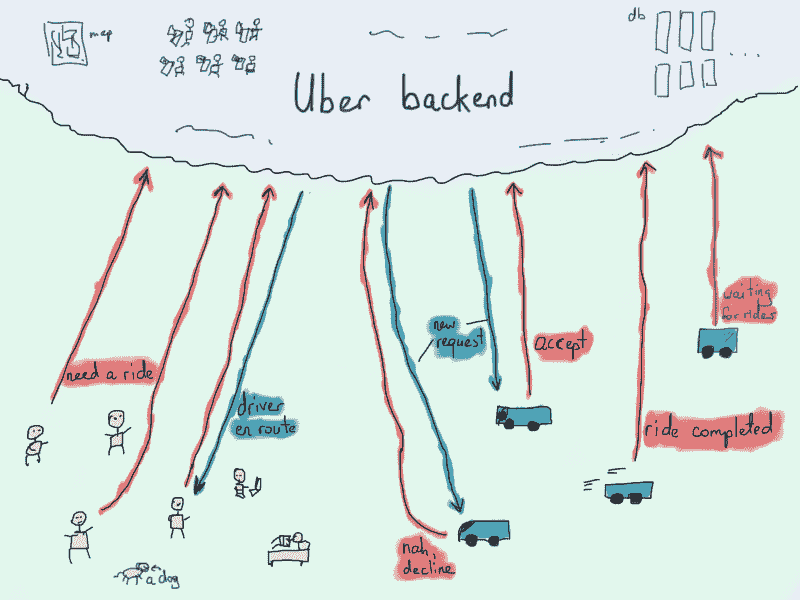 map
db
Uber backend
waiting
for riders
new
request
accept
need a ride
driver
en route
ride completed
nah,
decline
a dog